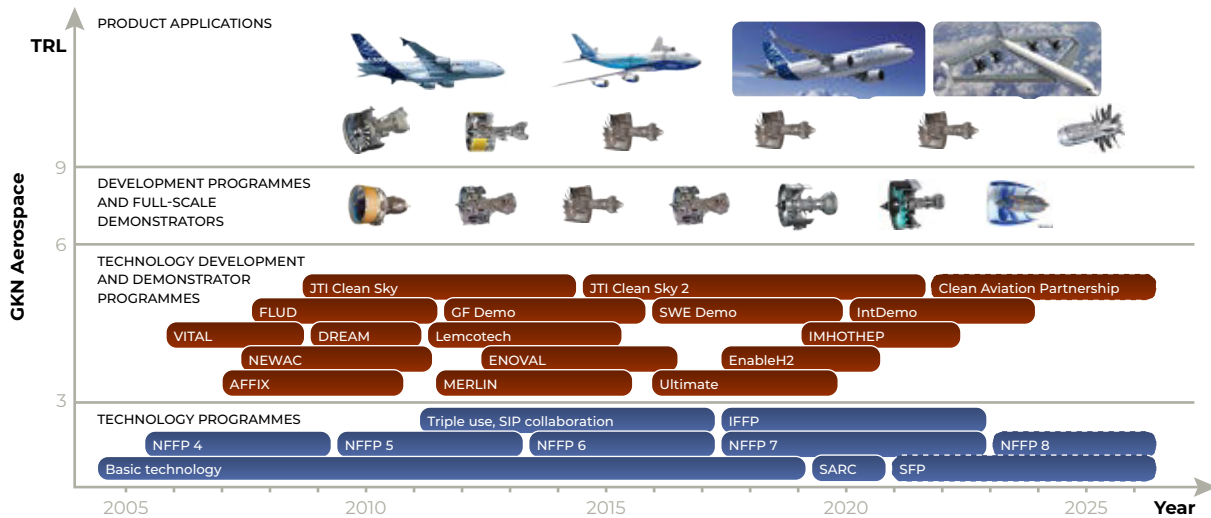 PRODUCT APPLICATIONS
TRL
9
DEVELOPMENT PROGRAMMES
AND FULL-SCALE
DEMONSTRATORS
GKN Aerospace
6
TECHNOLOGY DEVELOPMENT
AND DEMONSTRATOR
PROGRAMMES
JTI Clean Sky
JTI Clean Sky 2
Clean Aviation Partnership
FLUD
GF Demo
SWE Demo
IntDemo
VITAL
DREAM
Lemcotech
IMHOTHEP
NEWAC
ENOVAL
EnableH2
AFFIX
MERLIN
Ultimate
3
TECHNOLOGY PROGRAMMES
Triple use, SIP collaboration
IFFP
NFFP 4
NFFP 5
NFFP 6
NFFP 7
NFFP 8
Basic technology
SARC
SFP
2005
2010
2015
2020
2025
Year